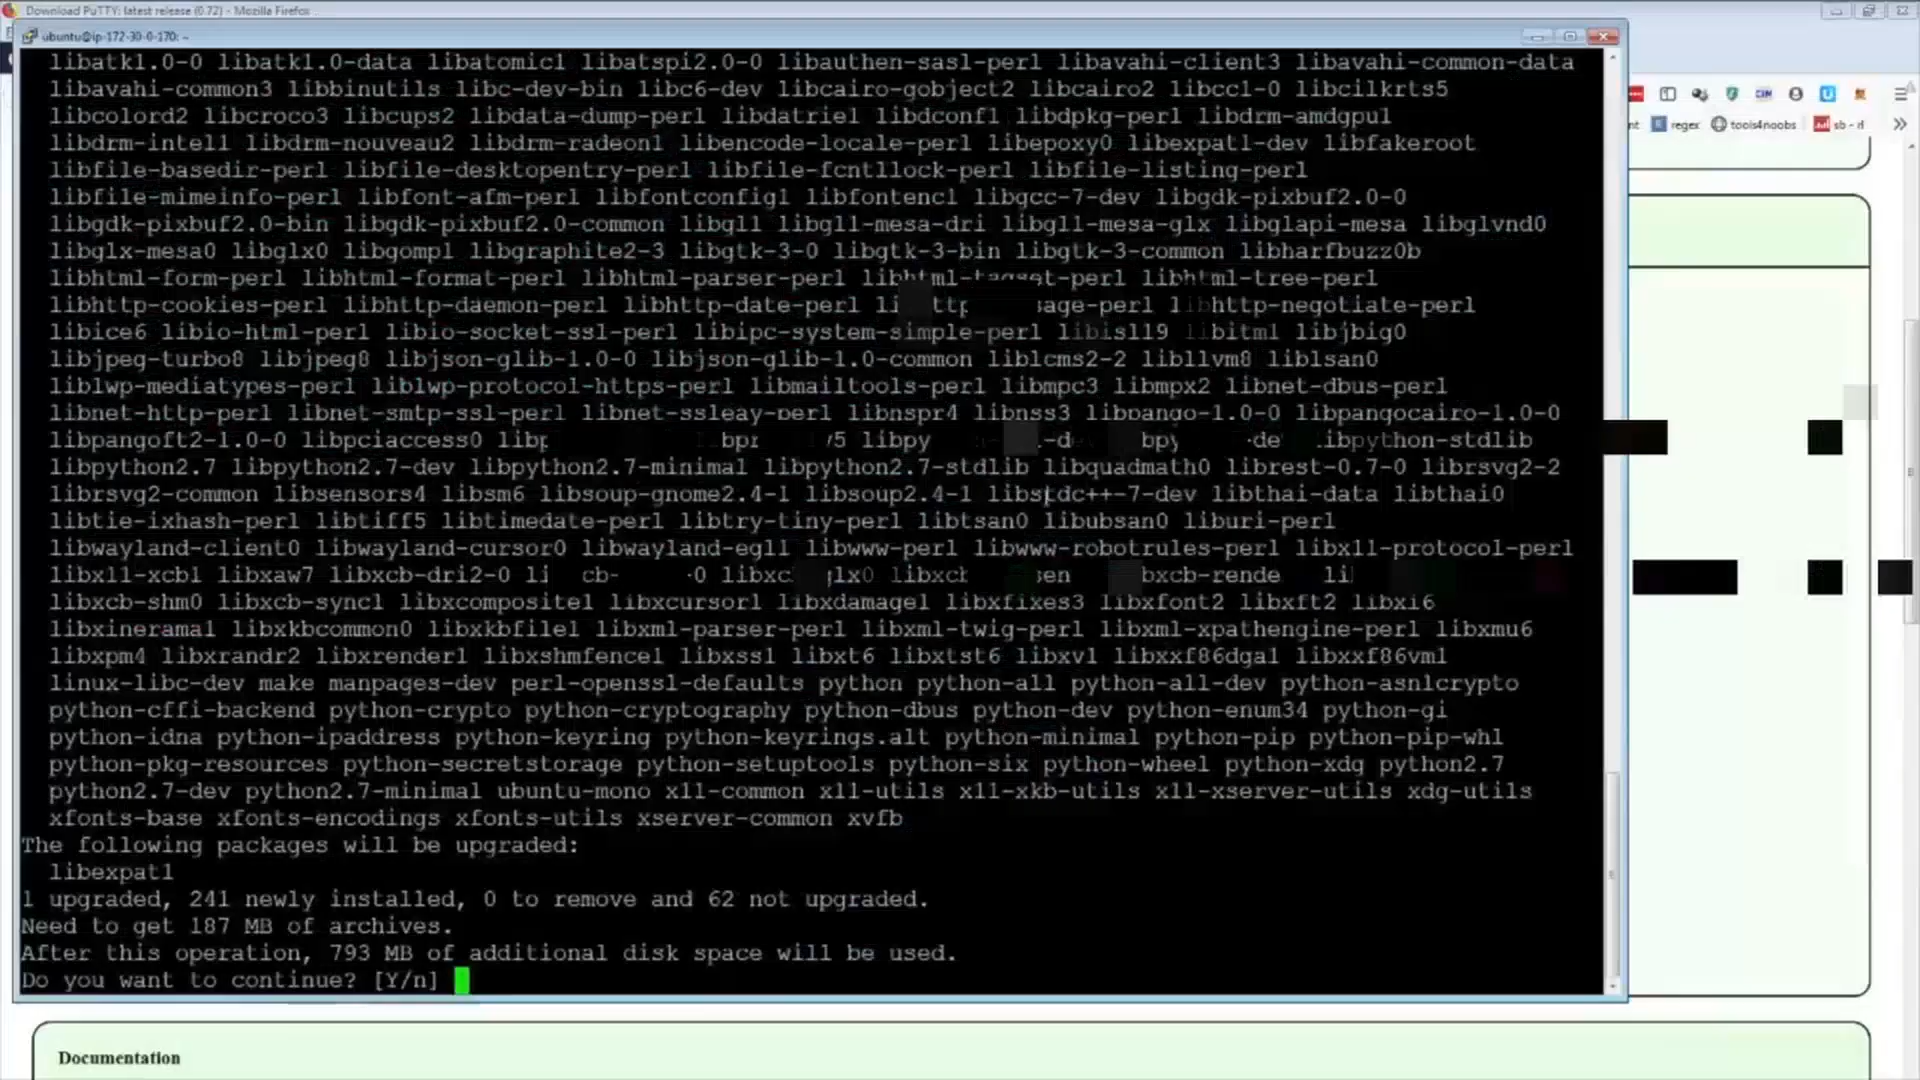 Download PuTTY: latest release (0.72) - Mozilla Firefox
ubuntu@ip-172-30-0-170: ~
libatk1.0-0 libatk1.0-data libatomic1 libatspi2.0-0 libauthen-sasl-perl libavahi-client3 libavahi-common-data
libavahi-common3 libbinutils libc-dev-bin libc6-dev libcairo-gobject2 libcairo2 libcc1-0 libcilkrts5
libcolord2 libcroco3 libcups2 libdata-dump-perl libdatrie1 libdconf1 libdpkg-perl libdrm-amdgpu1
libdrm-intel1 libdrm-nouveau2 libdrm-radeon1 libencode-locale-perl libepoxy0 libexpat1-dev libfakeroot
libfile-basedir-perl libfile-desktopentry-perl libfile-fcntllock-perl libfile-listing-perl
libfile-mimeinfo-perl libfont-afm-perl libfontconfig1 libfontenc1 libgcc-7-dev libgdk-pixbuf2.0-0
libgdk-pixbuf2.0-bin libgdk-pixbuf2.0-common libgl1 libgl1-mesa-dri libgl1-mesa-glx libglapi-mesa libglvnd0
libglx-mesa0 libglx0 libgomp1 libgraphite2-3 libgtk-3-0 libgtk-3-bin libgtk-3-common libharfbuzz0b
libhtml-form-perl libhtml-format-perl libhtml-parser-perl libhtml-tagset-perl libhtml-tree-perl
libhttp-cookies-perl libhttp-daemon-perl libhttp-date-perl sage-perl libhttp-negotiate-perl
libice6 libio-html-perl libio-socket-ssl-perl libipc-system-simple-perl libisl19 libitm1 libjbig0
libjpeg-turbo8 libjpeg8 libjson-glib-1.0-0 libjson-glib-1.0-common liblcms2-2 libllvm8 liblsan0
liblwp-mediatypes-perl liblwp-protocol-https-perl libmailtools-perl libmpc3 libmpx2 libnet-dbus-perl
libnet-http-perl libnet-smtp-ssl-perl libnet-ssleay-perl libnspr4 libnss3 libpango-1.0-0 libpangocairo-1.0-0
libpangoft2-1.0-0 libpciaccess0 libpython-stdlib
libpython2.7 libpython2.7-dev libpython2.7-minimal libpython2.7-stdlib libquadmath0 librest-0.7-0 librsvg2-2
librsvg2-common libsensors4 libsm6 libsoup-gnome2.4-1 libsoup2.4-1 libstdc++-7-dev libthai-data libthai0
libtie-ixhash-perl libtiff5 libtimedate-perl libtry-tiny-perl libtsan0 libubsan0 liburi-perl
libwayland-client0 libwayland-cursor0 libwayland-egl1 libwww-perl libwww-robotrules-perl libx11-protocol-perl
libx11-xcb1 libxaw7 libxcb-dri2-0
libxcb-shm0 libxcb-sync1 libxcomposite1 libxcursor1 libxdamage1 libxfixes3 libxfont2 libxft2 libxi6
libxinerama1 libxkbcommon0 libxkbfile1 libxml-parser-perl libxml-twig-perl libxml-xpathengine-perl libxmu6
libxpm4 libxrandr2 libxrender1 libxshmfence1 libxss1 libxt6 libxtst6 libxv1 libxxf86dga1 libxxf86vm1
linux-libc-dev make manpages-dev perl-openssl-defaults python python-all python-all-dev python-asn1crypto
python-cffi-backend python-crypto python-cryptography python-dbus python-dev python-enum34 python-gi
python-idna python-ipaddress python-keyring python-keyrings.alt python-minimal python-pip python-pip-whl
python-pkg-resources python-secretstorage python-setuptools python-six python-wheel python-xdg python2.7
python2.7-dev python2.7-minimal ubuntu-mono x11-common x11-utils x11-xkb-utils x11-xserver-utils xdg-utils
xfonts-base xfonts-encodings xfonts-utils xserver-common xvfb
The following packages will be upgraded:
libexpat1
1 upgraded, 241 newly installed, 0 to remove and 62 not upgraded.
Need to get 187 MB of archives.
After this operation, 793 MB of additional disk space will be used.
Do you want to continue? [Y/n]
nt regex tools4noobs sb - rl
Documentation